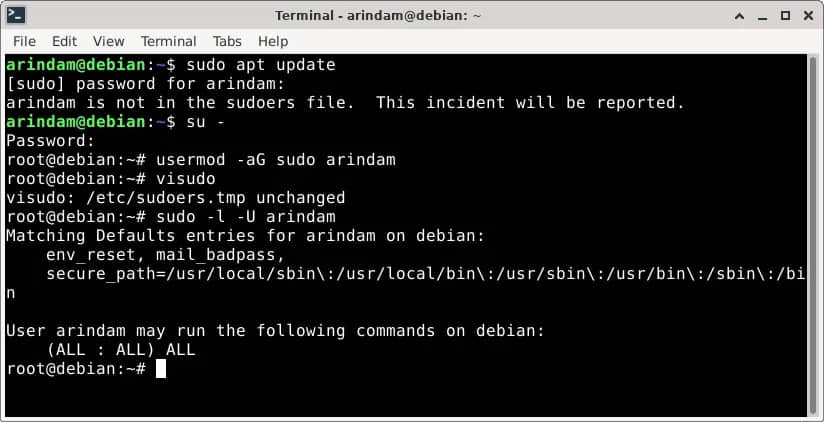 Terminal - arindam@debian: ~
File Edit View Terminal Tabs Help
arindam@debian:~$ sudo apt update
[sudo] password for arindam:
arindam is not in the sudoers file.  This incident will be reported.
arindam@debian:~$ su -
Password:
root@debian:~# usermod -aG sudo arindam
root@debian:~# visudo
visudo: /etc/sudoers.tmp unchanged
root@debian:~# sudo -l -U arindam
Matching Defaults entries for arindam on debian:
    env_reset, mail_badpass,
    secure_path=/usr/local/sbin\:/usr/local/bin\:/usr/sbin\:/usr/bin\:/sbin\:/bi
n
User arindam may run the following commands on debian:
    (ALL : ALL) ALL
root@debian:~#